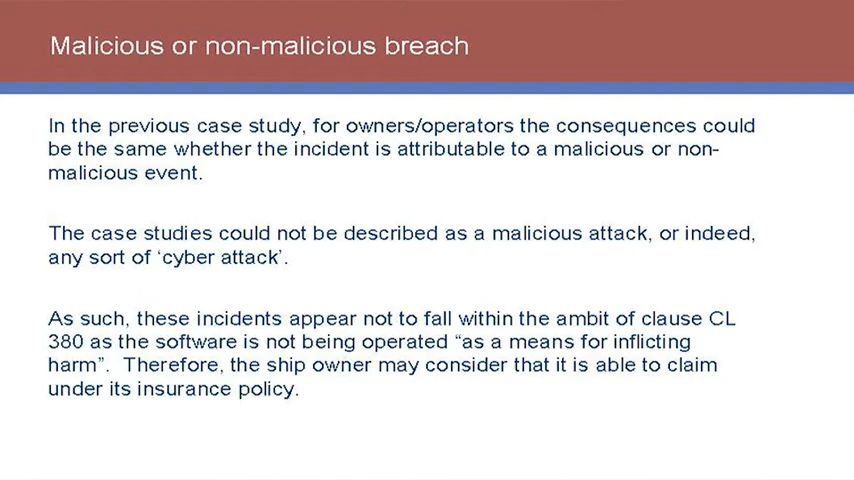 Malicious or non-malicious breach
In the previous case study, for owners/operators the consequences could
be the same whether the incident is attributable to a malicious or non-
malicious event.
The case studies could not be described as a malicious attack, or indeed,
any sort of ‘cyber attack’.
As such, these incidents appear not to fall within the ambit of clause CL
380 as the software is not being operated “as a means for inflicting
harm”.  Therefore, the ship owner may consider that it is able to claim
under its insurance policy.